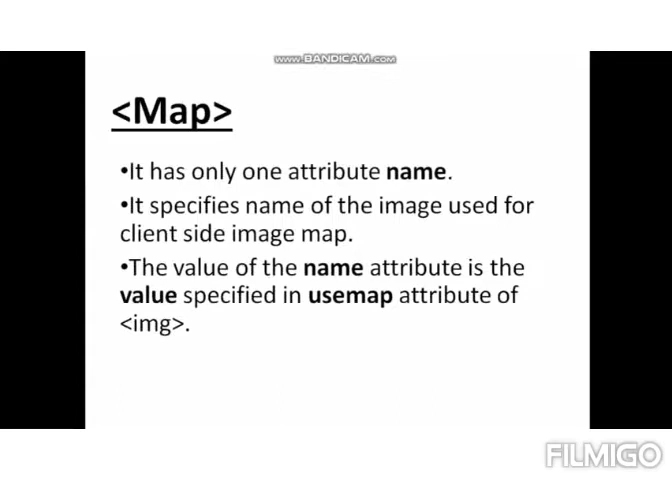 www.BANDICAM.com
<Map>
•It has only one attribute name.
•It specifies name of the image used for
client side image map.
•The value of the name attribute is the
value specified in usemap attribute of
<img>.
FILMIGO